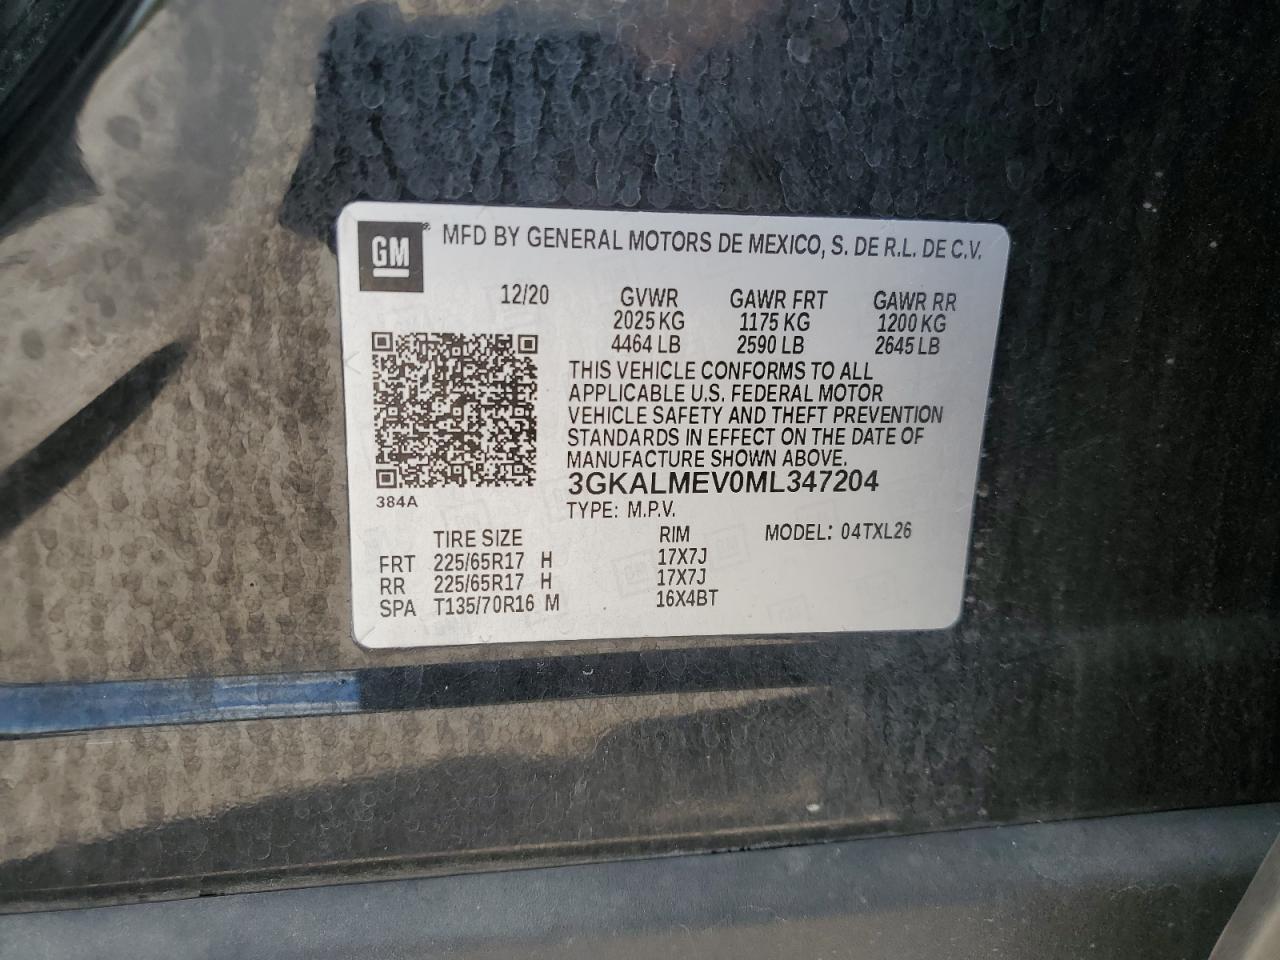 GM® MFD BY GENERAL MOTORS DE MEXICO, S. DE R.L. DE C.V.
12/20 GVWR GAWR FRT GAWR RR
2025 KG 1175 KG 1200 KG
4464 LB 2590 LB 2645 LB
THIS VEHICLE CONFORMS TO ALL
APPLICABLE U.S. FEDERAL MOTOR
VEHICLE SAFETY AND THEFT PREVENTION
STANDARDS IN EFFECT ON THE DATE OF
MANUFACTURE SHOWN ABOVE.
3GKALMEV0ML347204
384A
TYPE: M.P.V.
TIRE SIZE RIM MODEL: 04TXL26
FRT 225/65R17 H 17X7J
RR 225/65R17 H 17X7J
SPA T135/70R16 M 16X4BT